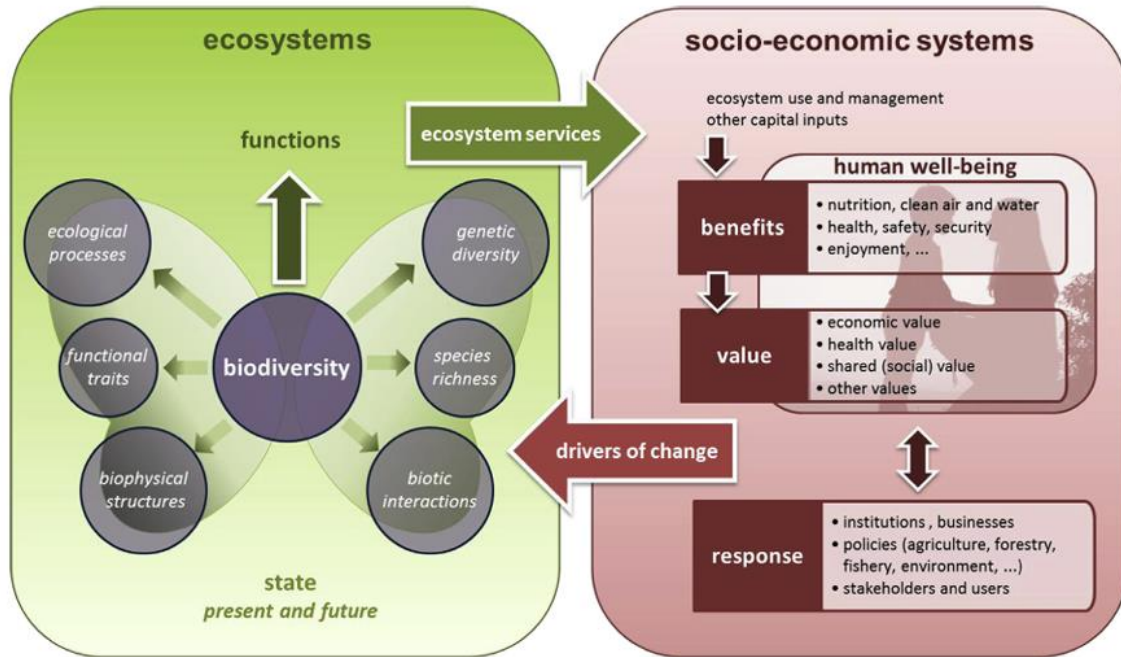 ecosystems
functions
ecological
processes
genetic
diversity
functional
traits
biodiversity
species
richness
biophysical
structures
biotic
interactions
state
present and future
ecosystem services
drivers of change
socio-economic systems
ecosystem use and management
other capital inputs
human well-being
benefits
• nutrition, clean air and water
• health, safety, security
• enjoyment, ...
value
• economic value
• health value
• shared (social) value
• other values
response
• institutions , businesses
• policies (agriculture, forestry,
fishery, environment, ...)
• stakeholders and users